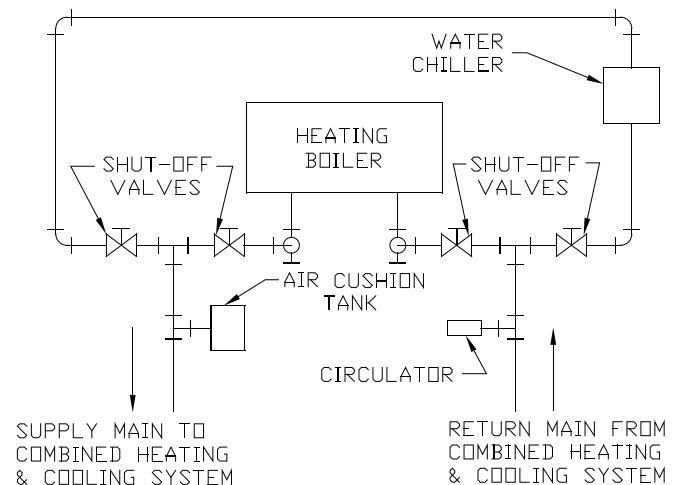 WATER
CHILLER
HEATING
BOILER
SHUT-OFF
VALVES
SHUT-OFF
VALVES
AIR CUSHION
TANK
CIRCULATOR
SUPPLY MAIN TO
COMBINED HEATING
& COOLING SYSTEM
RETURN MAIN FROM
COMBINED HEATING
& COOLING SYSTEM